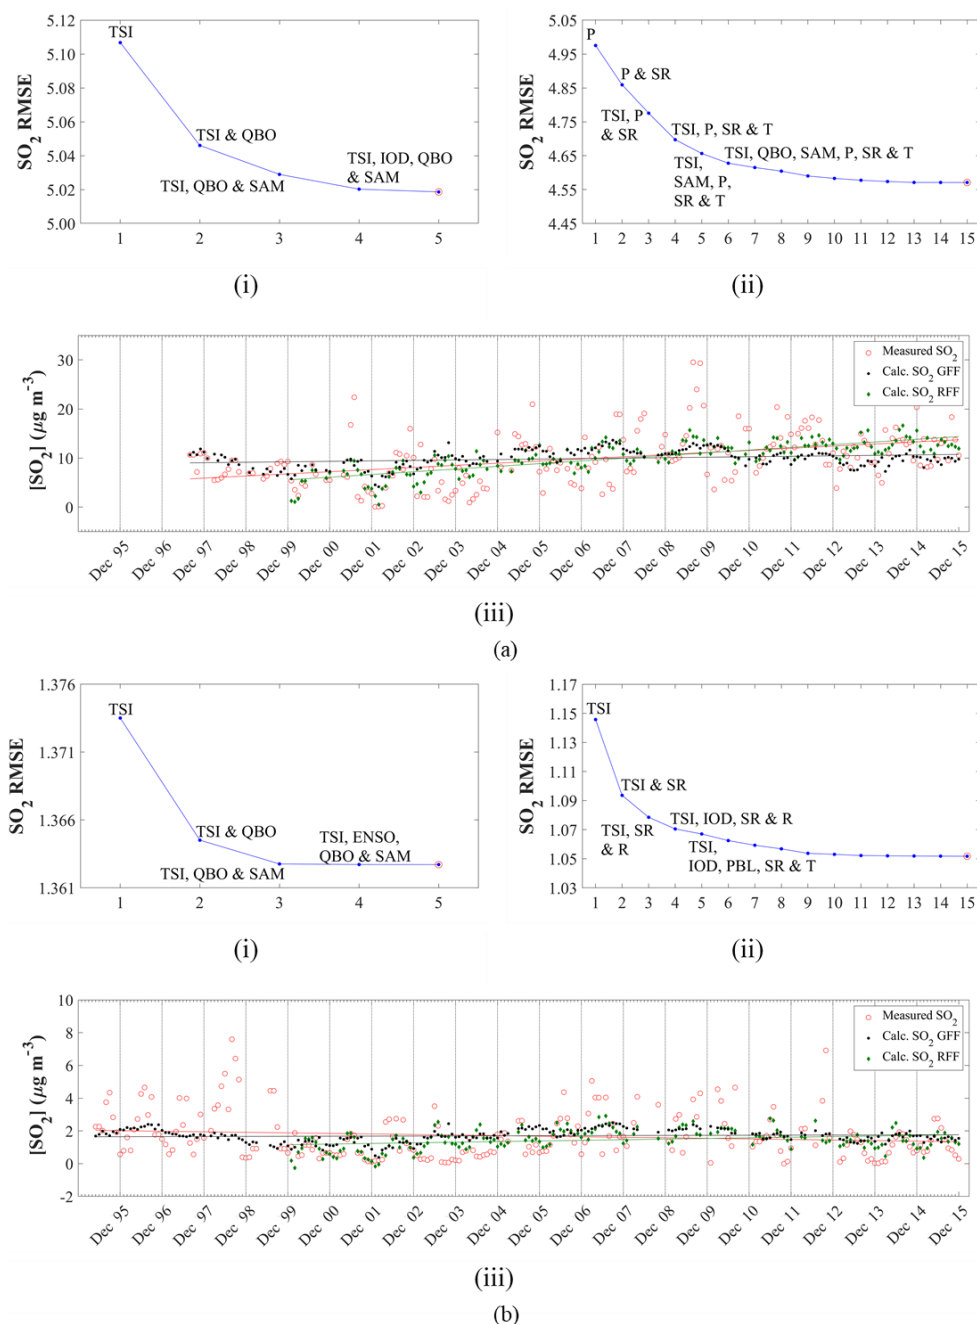 5.12
5.10
5.08
5.06
5.04
5.02
5.00
SO2 RMSE
TSI
TSI & QBO
TSI, QBO & SAM
TSI, IOD, QBO
& SAM
1 2 3 4 5
(i)
5.05
4.95
4.85
4.75
4.65
4.55
4.45
SO2 RMSE
P
P & SR
TSI, P
& SR
TSI, P, SR & T
TSI,
SAM, P,
SR & T
TSI, QBO, SAM, P, SR & T
1 2 3 4 5 6 7 8 9 10 11 12 13 14 15
(ii)
30
20
10
0
[SO2] (μg m-3)
Measured SO2
Calc. SO2 GFF
Calc. SO2 RFF
Dec 95 Dec 96 Dec 97 Dec 98 Dec 99 Dec 00 Dec 01 Dec 02 Dec 03 Dec 04 Dec 05 Dec 06 Dec 07 Dec 08 Dec 09 Dec 10 Dec 11 Dec 12 Dec 13 Dec 14 Dec 15
(iii)
(a)
1.376
1.371
1.366
1.361
SO2 RMSE
TSI
TSI & QBO
TSI, QBO & SAM
TSI, ENSO,
QBO & SAM
1 2 3 4 5
(i)
1.17
1.15
1.13
1.11
1.09
1.07
1.05
1.03
SO2 RMSE
TSI
TSI & SR
TSI, SR
& R
TSI, IOD, SR & R
TSI,
IOD, PBL, SR & T
1 2 3 4 5 6 7 8 9 10 11 12 13 14 15
(ii)
10
8
6
4
2
0
-2
[SO2] (μg m-3)
Measured SO2
Calc. SO2 GFF
Calc. SO2 RFF
Dec 95 Dec 96 Dec 97 Dec 98 Dec 99 Dec 00 Dec 01 Dec 02 Dec 03 Dec 04 Dec 05 Dec 06 Dec 07 Dec 08 Dec 09 Dec 10 Dec 11 Dec 12 Dec 13 Dec 14 Dec 15
(iii)
(b)